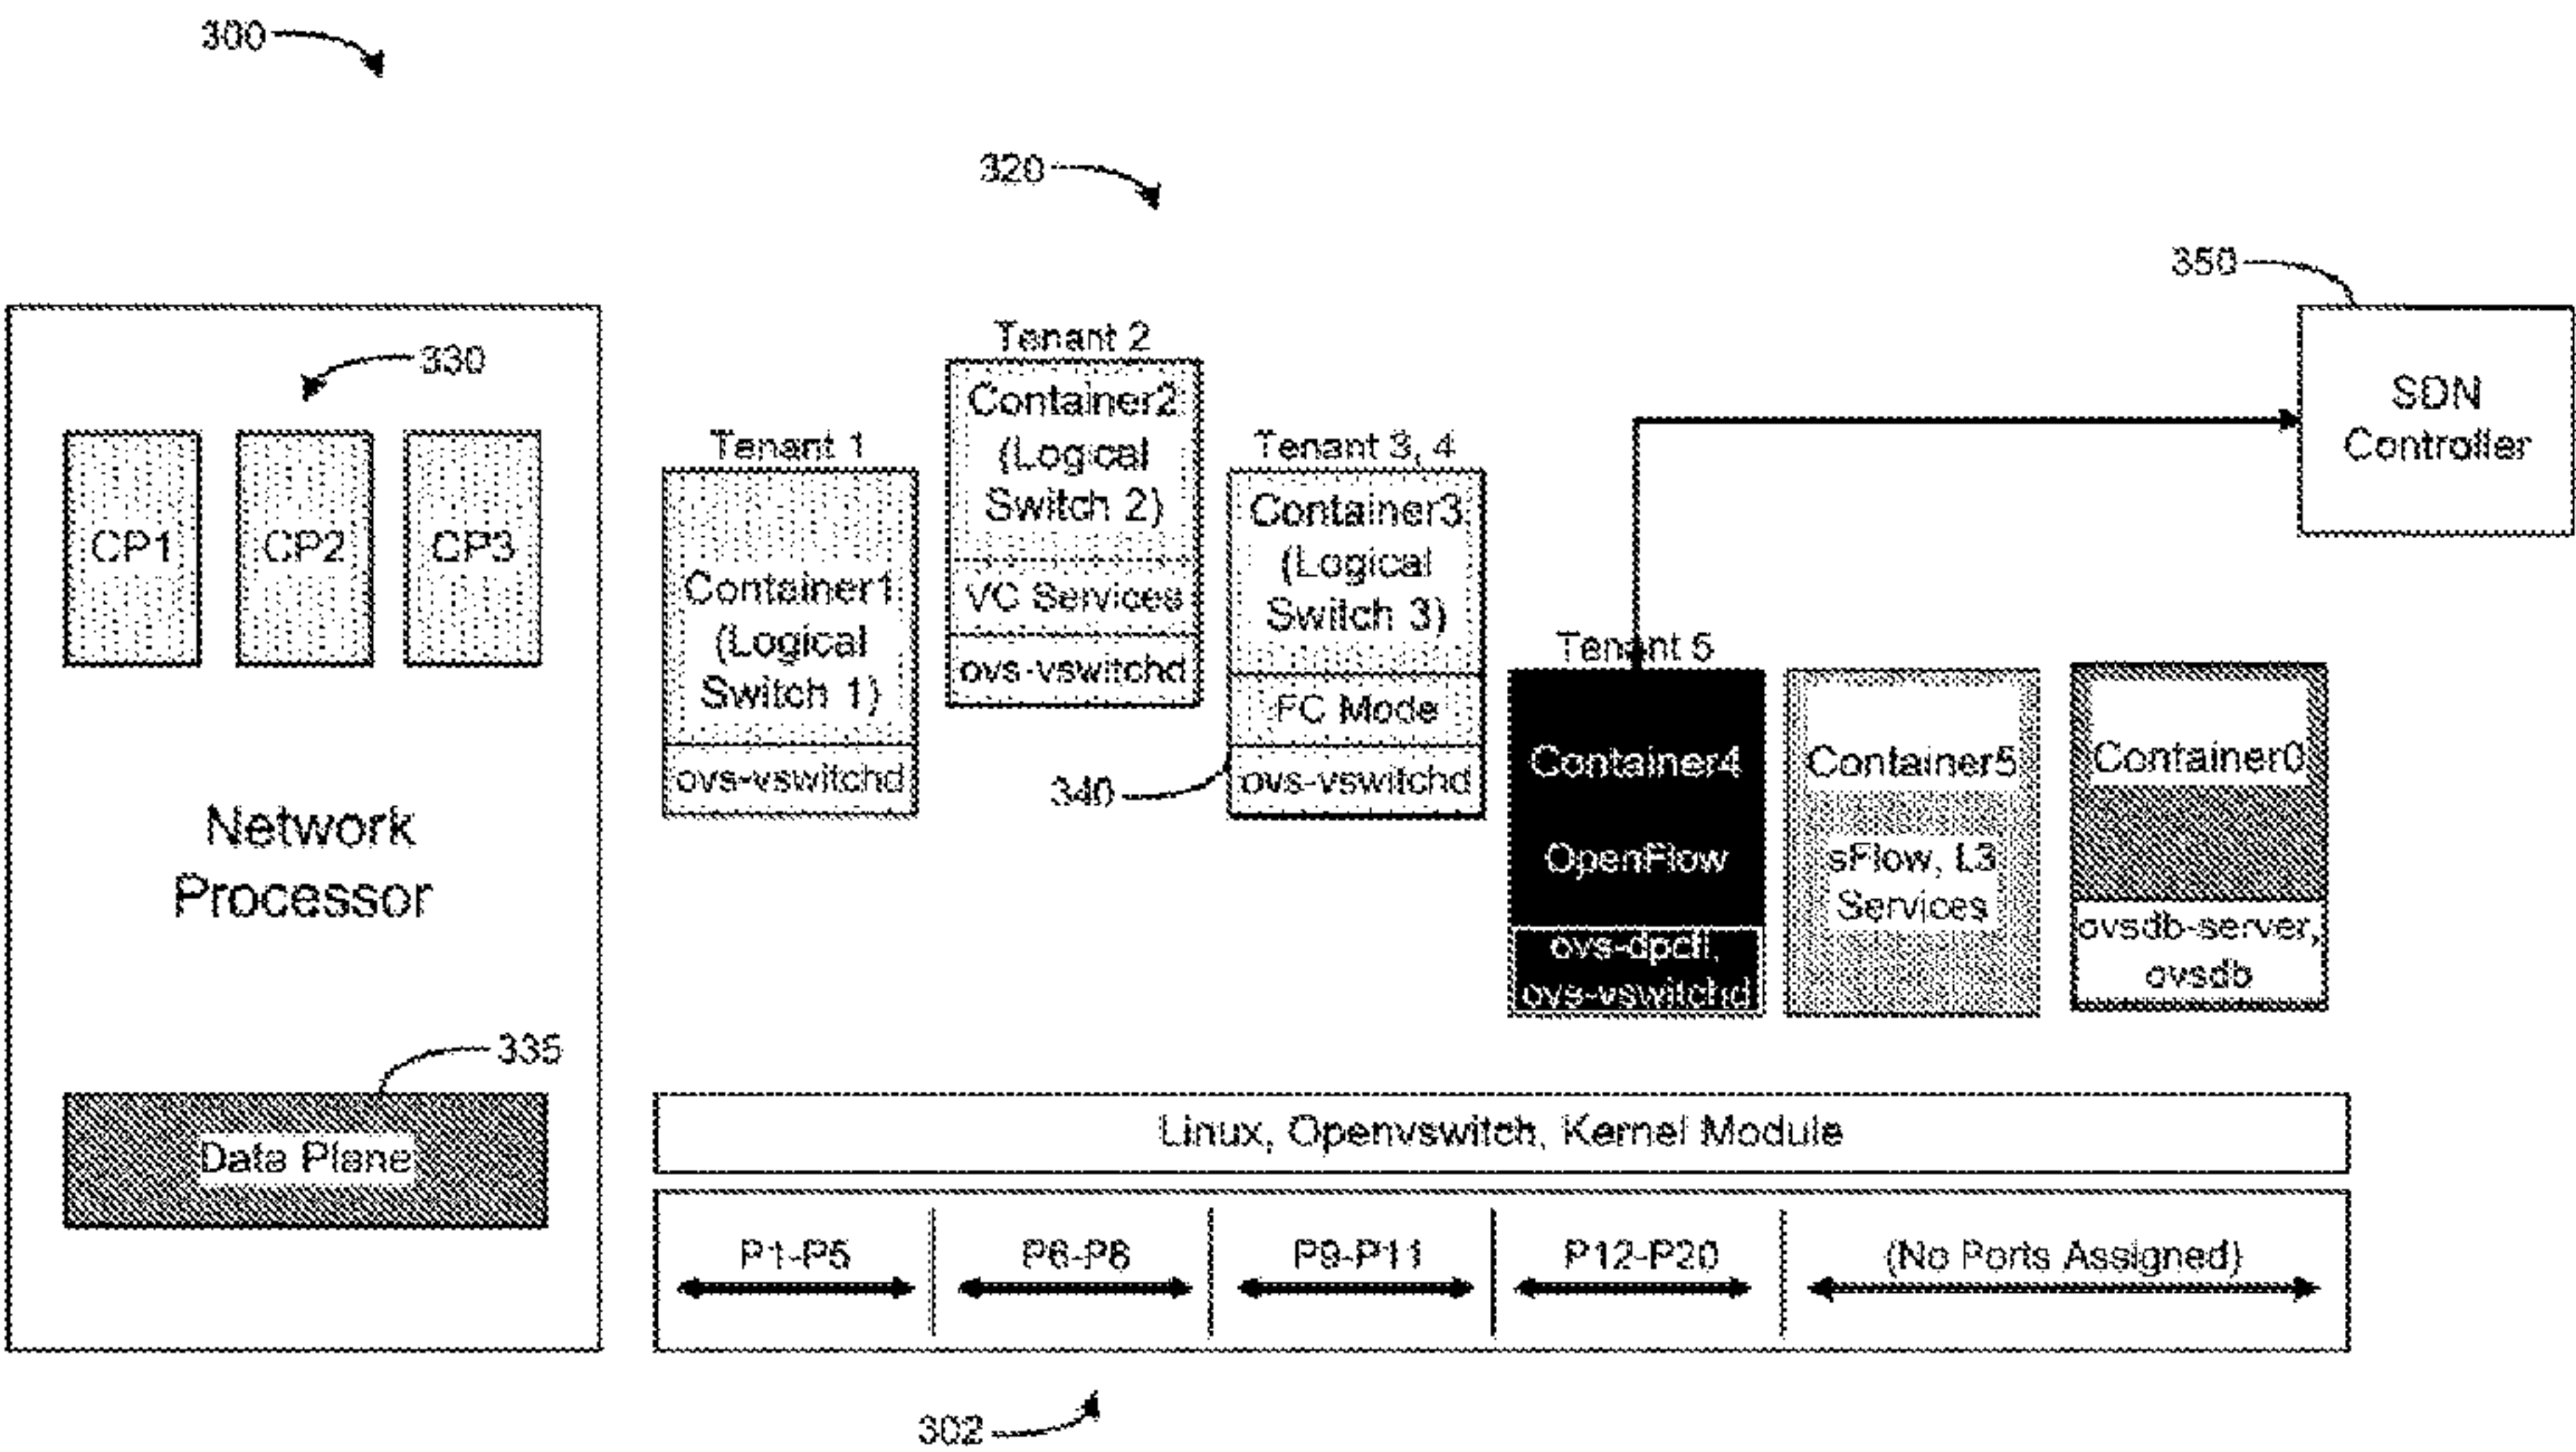 300
320
350
330
Tenant 2
Container2
(Logical
Switch 2)
VC Services
ovs-vswitchd
SDN
Controller
Tenant 1
Container1
(Logical
Switch 1)
ovs-vswitchd
Tenant 3, 4
Container3
(Logical
Switch 3)
FC Mode
ovs-vswitchd
340
CP1
CP2
CP3
Tenant 5
Container4
OpenFlow
ovs-dpctl,
ovs-vswitchd
Container5
sFlow, L3
Services
Container0
ovsdb-server,
ovsdb
Network
Processor
335
Data Plane
Linux, Openvswitch, Kernel Module
P1-P5
P6-P8
P9-P11
P12-P20
(No Ports Assigned)
302